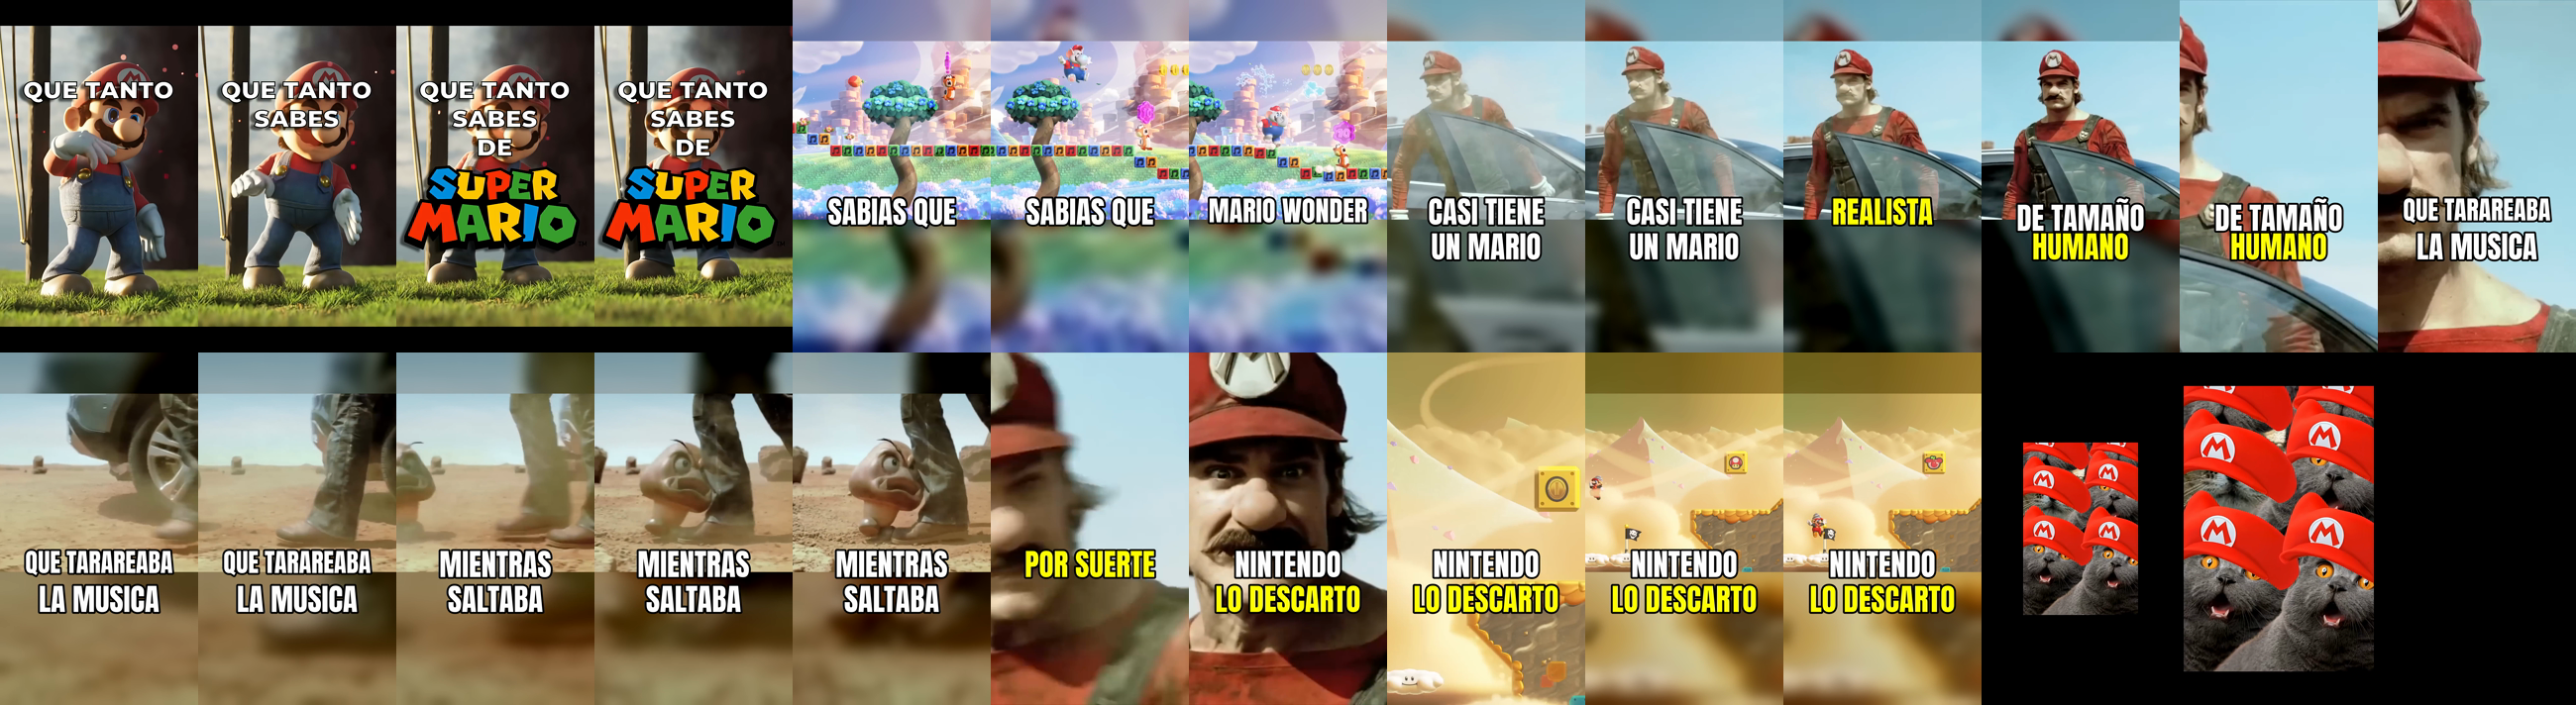 QUE TANTO
QUE TANTO
SABES
QUE TANTO
SABES
DE
SUPER
MARIO
QUE TANTO
SABES
DE
SUPER
MARIO
SABIAS QUE
SABIAS QUE
MARIO WONDER
CASI TIENE
UN MARIO
CASI TIENE
UN MARIO
REALISTA
DE TAMAÑO
HUMANO
DE TAMAÑO
HUMANO
QUE TARAREABA
LA MUSICA
QUE TARAREABA
LA MUSICA
QUE TARAREABA
LA MUSICA
MIENTRAS
SALTABA
MIENTRAS
SALTABA
MIENTRAS
SALTABA
POR SUERTE
NINTENDO
LO DESCARTO
NINTENDO
LO DESCARTO
NINTENDO
LO DESCARTO
NINTENDO
LO DESCARTO